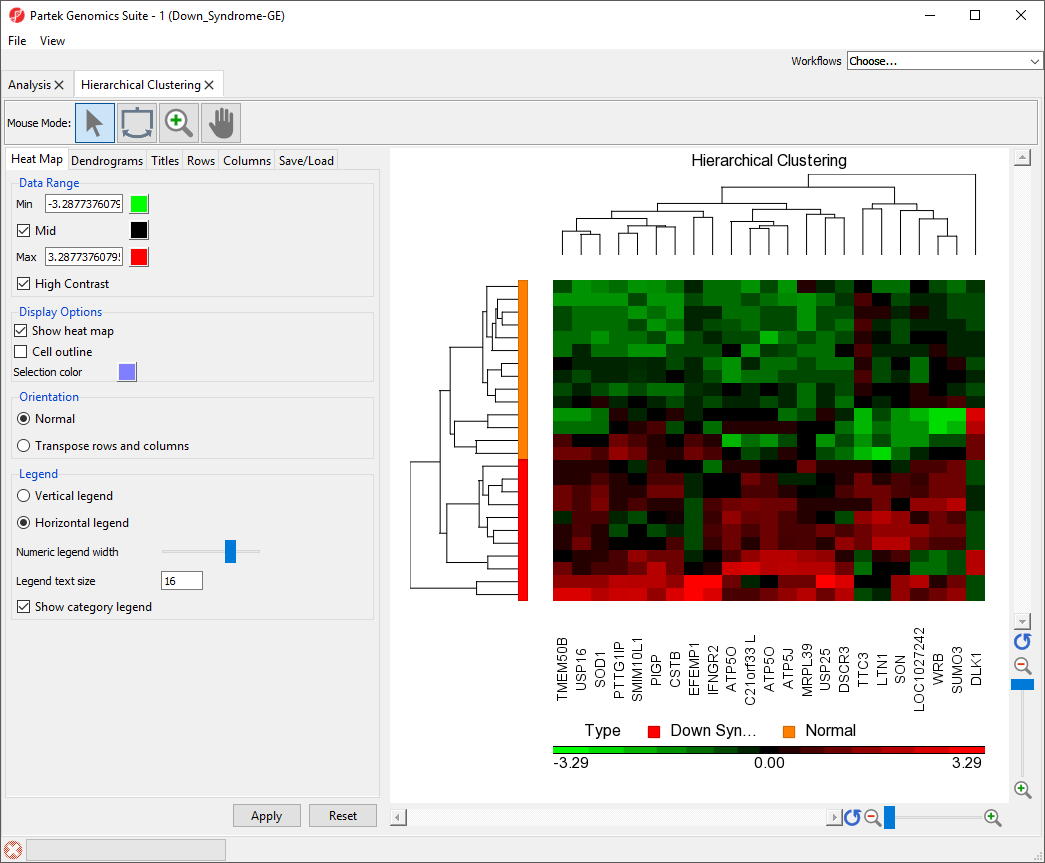 Partek Genomics Suite - 1 (Down_Syndrome-GE)
File View
Workflows Choose...
Analysis Hierarchical Clustering
Mouse Mode:
Heat Map Dendrograms Titles Rows Columns Save/Load
Data Range
Min -3.2877376079
Mid
Max 3.2877376079
High Contrast
Display Options
Show heat map
Cell outline
Selection color
Orientation
Normal
Transpose rows and columns
Legend
Vertical legend
Horizontal legend
Numeric legend width
Legend text size 16
Show category legend
Apply Reset
Hierarchical Clustering
TMEM50B
USP16
SOD1
PTTG1IP
SMIM10L1
PIGP
CSTB
EFEMP1
IFNGR2
ATP5O
C21orf33 L
ATP5O
ATP5J
MRPL39
USP25
DSCR3
TTC3
LTN1
SON
LOC1027242
WRB
SUMO3
DLK1
Type Down Syn... Normal
-3.29 0.00 3.29